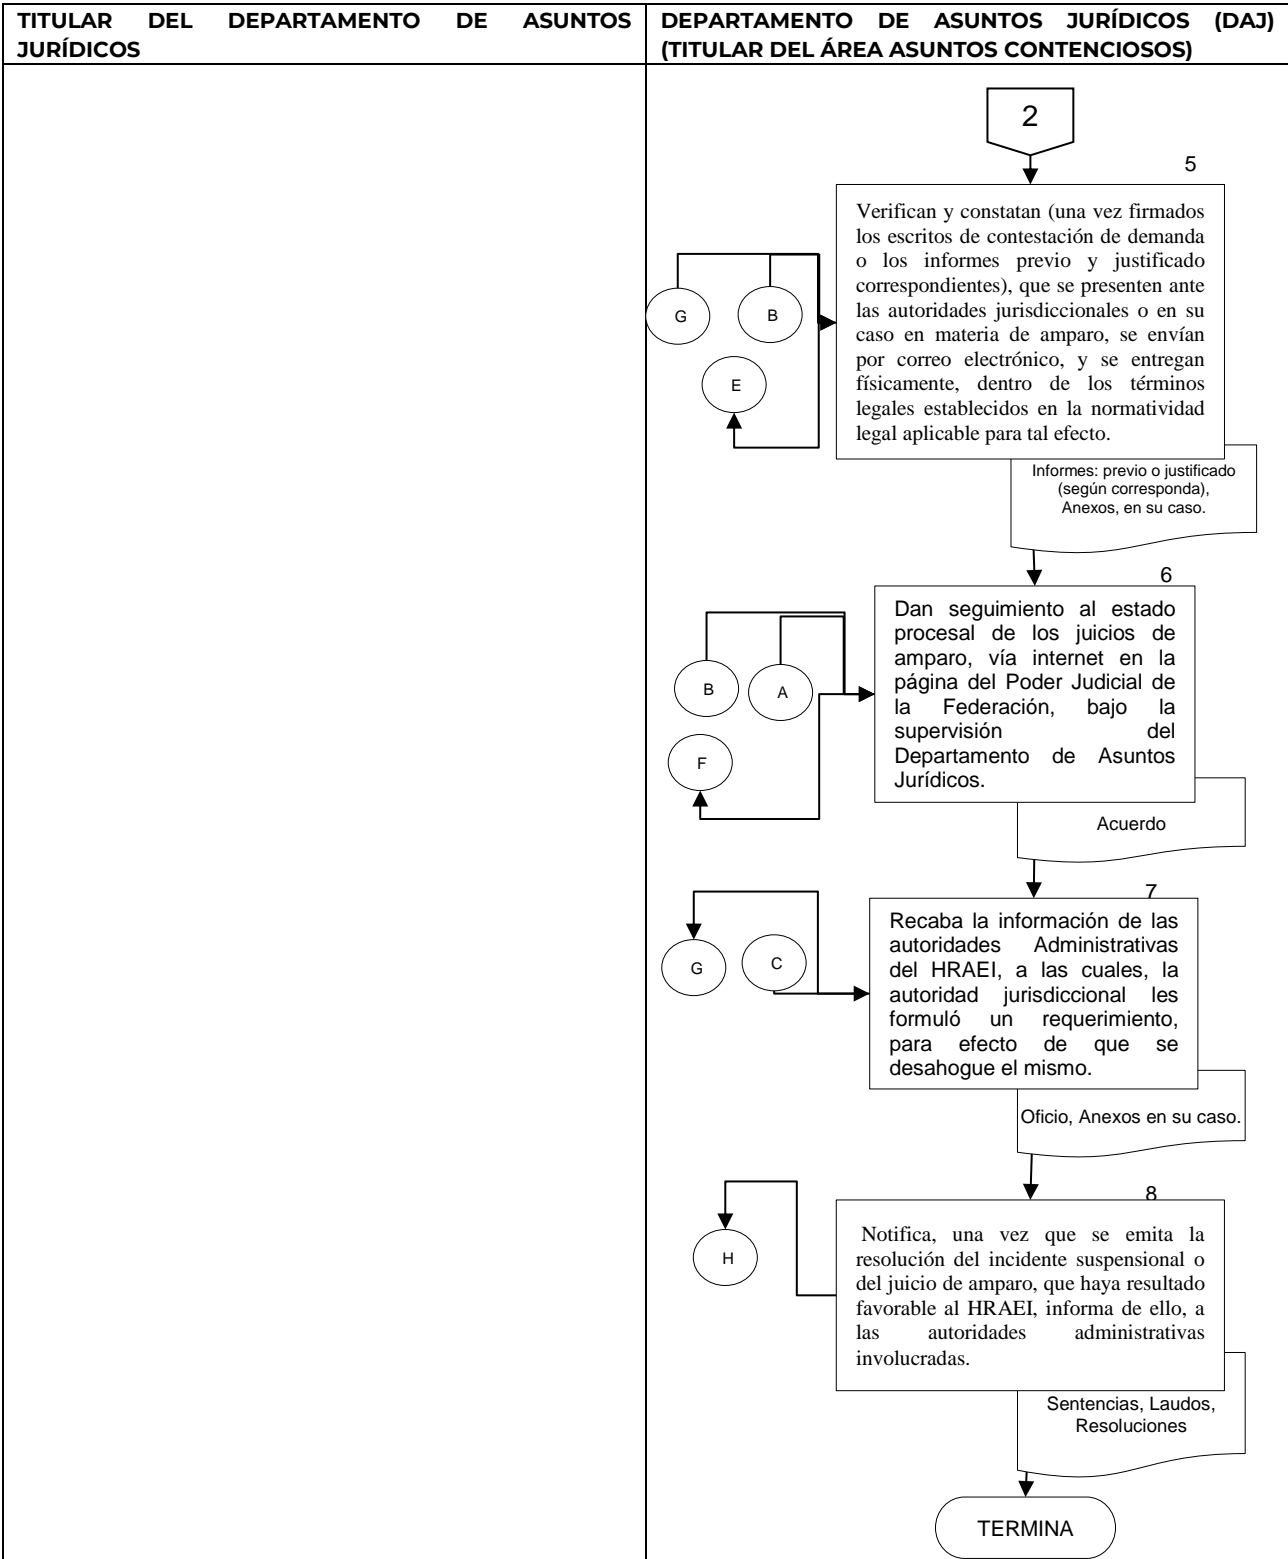 TITULAR DEL DEPARTAMENTO DE ASUNTOS
JURÍDICOS
DEPARTAMENTO DE ASUNTOS JURÍDICOS (DAJ)
(TITULAR DEL ÁREA ASUNTOS CONTENCIOSOS)
2
5
Verifican y constatan (una vez firmados
los escritos de contestación de demanda
o los informes previo y justificado
correspondientes), que se presenten ante
las autoridades jurisdiccionales o en su
caso en materia de amparo, se envían
por correo electrónico, y se entregan
físicamente, dentro de los términos
legales establecidos en la normatividad
legal aplicable para tal efecto.
G
B
E
Informes: previo o justificado
(según corresponda),
Anexos, en su caso.
6
Dan seguimiento al estado
procesal de los juicios de
amparo, vía internet en la
página del Poder Judicial de
la Federación, bajo la
supervisión del
Departamento de Asuntos
Jurídicos.
B
A
F
Acuerdo
7
Recaba la información de las
autoridades Administrativas
del HRAEI, a las cuales, la
autoridad jurisdiccional les
formuló un requerimiento,
para efecto de que se
desahogue el mismo.
G
C
Oficio, Anexos en su caso.
8
Notifica, una vez que se emita la
resolución del incidente suspensional o
del juicio de amparo, que haya resultado
favorable al HRAEI, informa de ello, a
las autoridades administrativas
involucradas.
H
Sentencias, Laudos,
Resoluciones
TERMINA